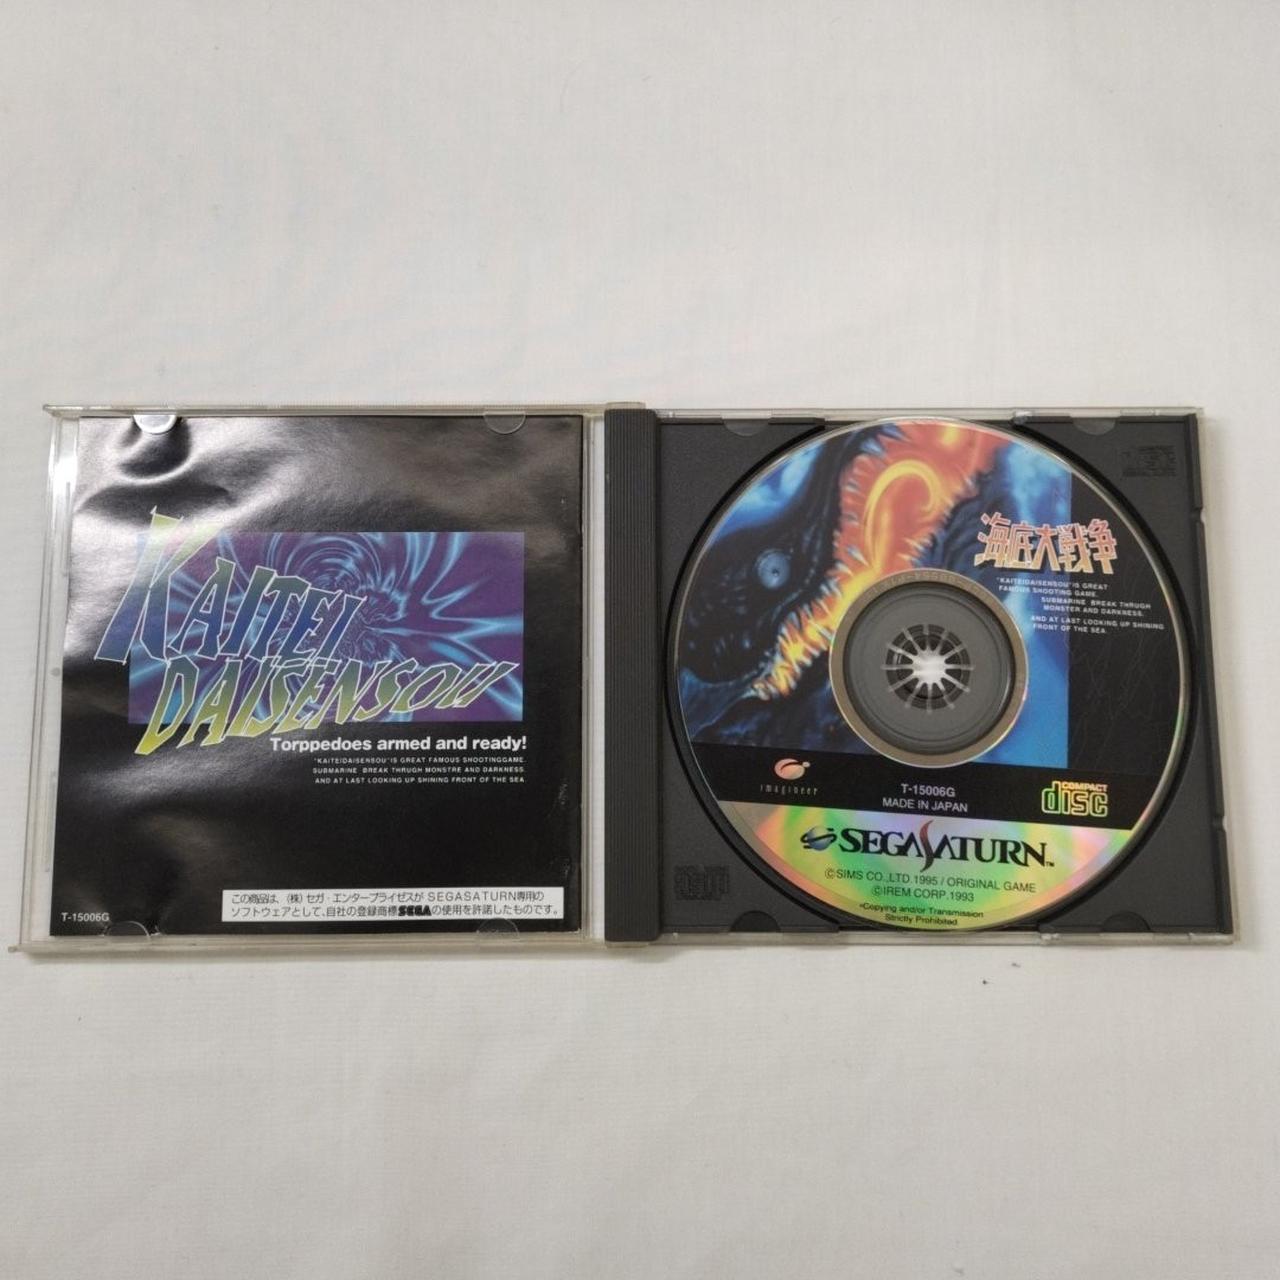 KAITEI
DAISENSOU
Torppedoes armed and ready!
"KAITEIDAISENSOU"IS GREAT FAMOUS SHOOTINGGAME.
SUBMARINE BREAK THRUGH MONSTRE AND DARKNESS.
AND AT LAST LOOKING UP SHINING FRONT OF THE SEA.
この商品は、(株)セガ・エンタープライゼスが SEGASATURN専用の
ソフトウェアとして、自社の登録商標SEGAの使用を許諾したものです。
T-15006G
海底大戦争
"KAITEIDAISENSOU"IS GREAT
FAMOUS SHOOTING GAME.
SUBMARINE BREAK THRUGH
MONSTER AND DARKNESS.
AND AT LAST LOOKING UP SHINING
FRONT OF THE SEA.
imagineer
T-15006G
MADE IN JAPAN
COMPACT
disc
SEGASATURN™
©SIMS CO.,LTD.1995 / ORIGINAL GAME
©IREM CORP.1993
*Copying and/or Transmission
Strictly Prohibited